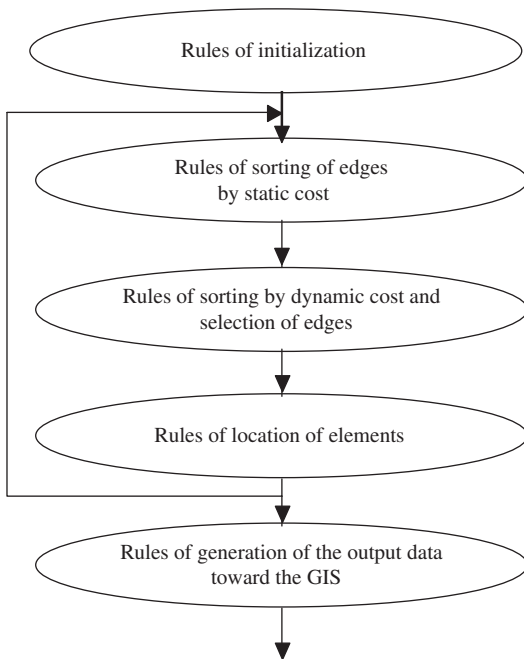 Rules of initialization
Rules of sorting of edges
by static cost
Rules of sorting by dynamic cost and
selection of edges
Rules of location of elements
Rules of generation of the output data
toward the GIS